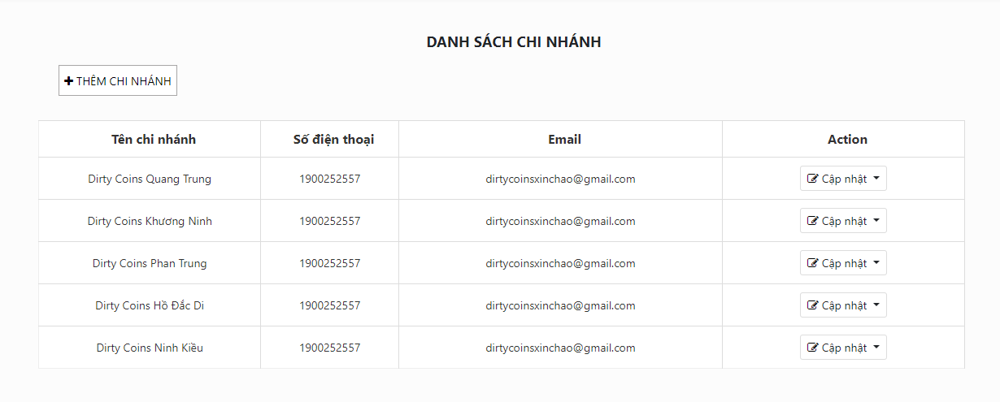 DANH SÁCH CHI NHÁNH
THÊM CHI NHÁNH
Tên chi nhánh Số điện thoại Email Action
Dirty Coins Quang Trung 1900252557 dirtycoinsxinchao@gmail.com Cập nhật
Dirty Coins Khương Ninh 1900252557 dirtycoinsxinchao@gmail.com Cập nhật
Dirty Coins Phan Trung 1900252557 dirtycoinsxinchao@gmail.com Cập nhật
Dirty Coins Hồ Đắc Di 1900252557 dirtycoinsxinchao@gmail.com Cập nhật
Dirty Coins Ninh Kiều 1900252557 dirtycoinsxinchao@gmail.com Cập nhật